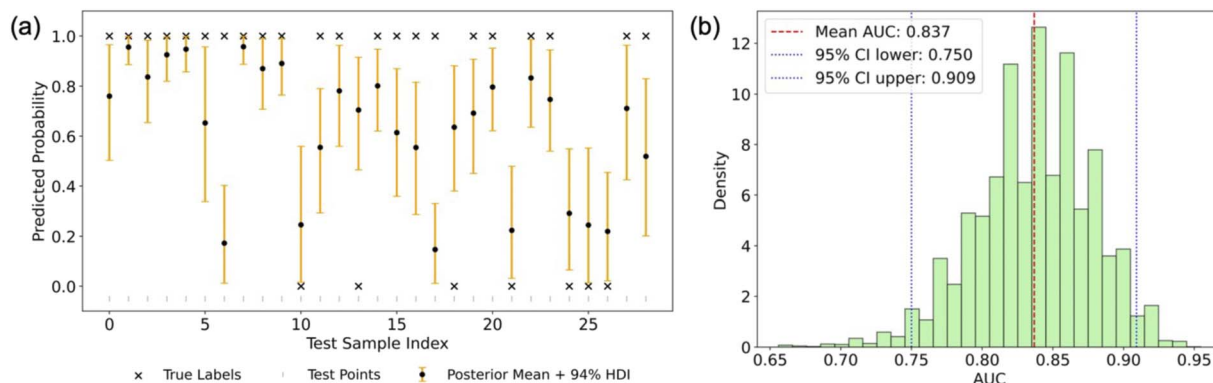 (a)
Predicted Probability
1.0
0.8
0.6
0.4
0.2
0.0
0 5 10 15 20 25
Test Sample Index
× True Labels | Test Points Posterior Mean + 94% HDI
(b)
Mean AUC: 0.837
95% CI lower: 0.750
95% CI upper: 0.909
Density
12
10
8
6
4
2
0
0.65 0.70 0.75 0.80 0.85 0.90 0.95
AUC